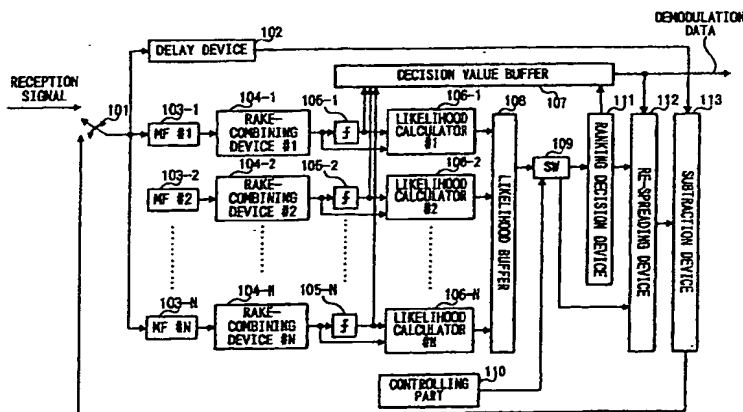 DEMODULATION
DATA
102
DELAY DEVICE
RECEPTION
SIGNAL
101
DECISION VALUE BUFFER
107
103-1
MF #1
104-1
RAKE-
COMBINING
DEVICE #1
105-1
106-1
LIKELIHOOD
CALCULATOR
#1
108
109
SW
111
112
113
103-2
MF #2
104-2
RAKE-
COMBINING
DEVICE #2
105-2
106-2
LIKELIHOOD
CALCULATOR
#2
LIKELIHOOD BUFFER
RANKING DECISION DEVICE
RE-SPREADING DEVICE
SUBTRACTION DEVICE
103-N
MF #N
104-N
RAKE-
COMBINING
DEVICE #N
105-N
106-N
LIKELIHOOD
CALCULATOR
#N
110
CONTROLLING
PART